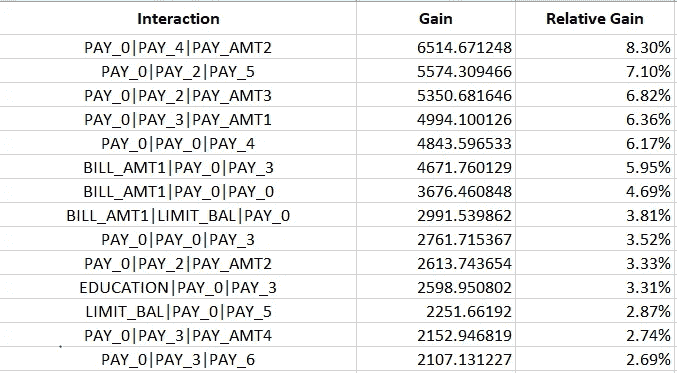 Interaction Gain Relative Gain
PAY_0|PAY_4|PAY_AMT2 6514.671248 8.30%
PAY_0|PAY_2|PAY_5 5574.309466 7.10%
PAY_0|PAY_2|PAY_AMT3 5350.681646 6.82%
PAY_0|PAY_3|PAY_AMT1 4994.100126 6.36%
PAY_0|PAY_0|PAY_4 4843.596533 6.17%
BILL_AMT1|PAY_0|PAY_3 4671.760129 5.95%
BILL_AMT1|PAY_0|PAY_0 3676.460848 4.69%
BILL_AMT1|LIMIT_BAL|PAY_0 2991.539862 3.81%
PAY_0|PAY_0|PAY_3 2761.715367 3.52%
PAY_0|PAY_2|PAY_AMT2 2613.743654 3.33%
EDUCATION|PAY_0|PAY_3 2598.950802 3.31%
LIMIT_BAL|PAY_0|PAY_5 2251.66192 2.87%
PAY_0|PAY_3|PAY_AMT4 2152.946819 2.74%
PAY_0|PAY_3|PAY_6 2107.131227 2.69%